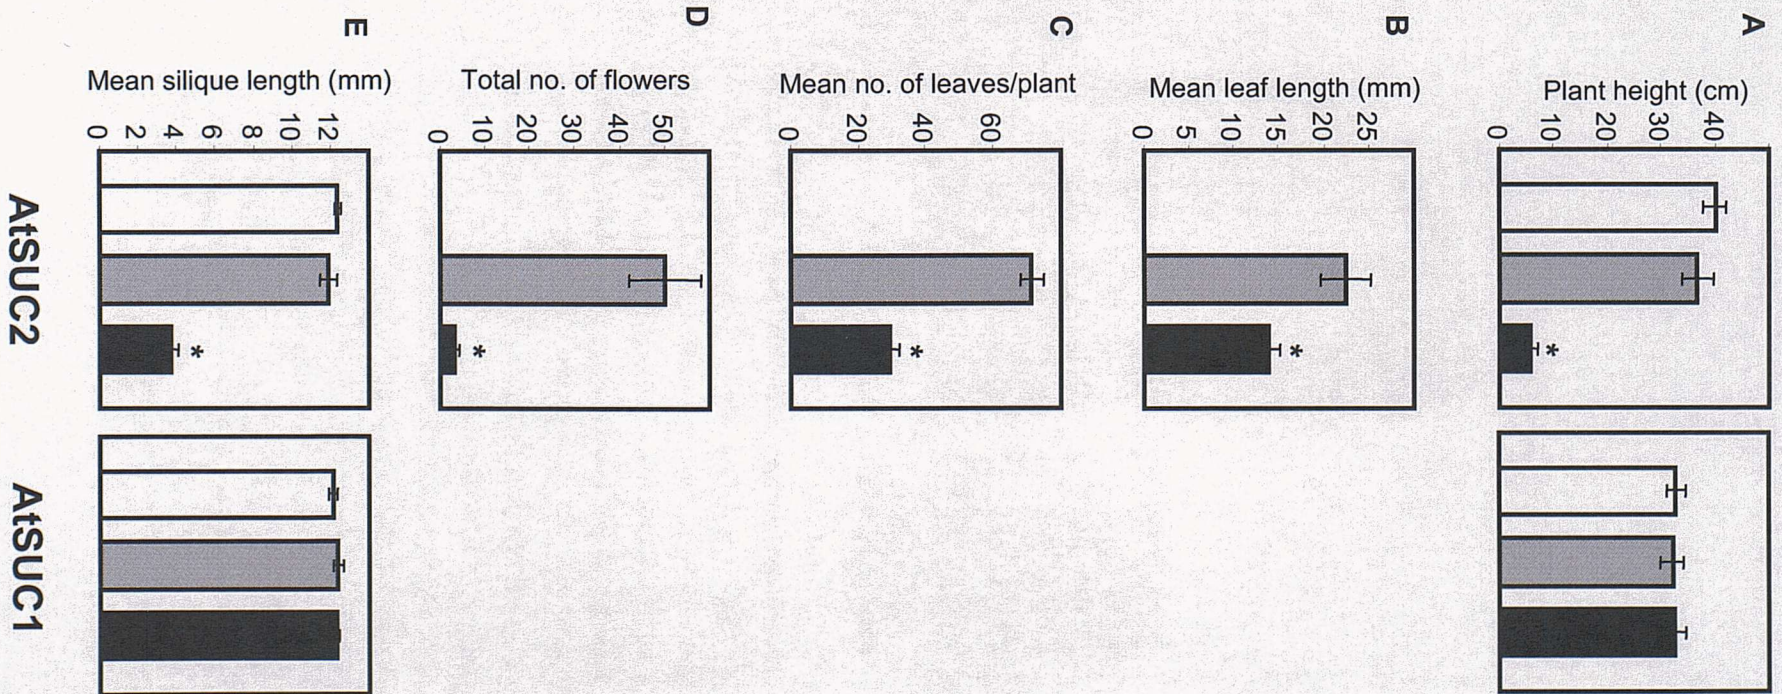 A
Plant height (cm)
0 10 20 30 40
*
B
Mean leaf length (mm)
0 5 10 15 20 25
*
C
Mean no. of leaves/plant
0 20 40 60
*
D
Total no. of flowers
0 10 20 30 40 50
*
E
Mean silique length (mm)
0 2 4 6 8 10 12
*
AtSUC2
AtSUC1